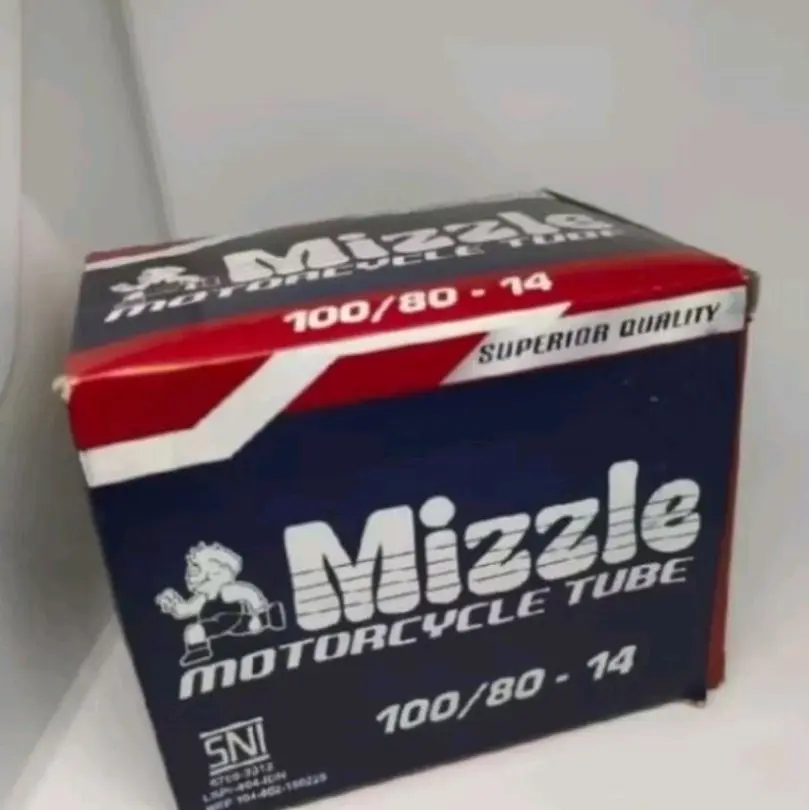 Mizzle
MOTORCYCLE TUBE
100/80 - 14
SUPERIOR QUALITY
Mizzle
MOTORCYCLE TUBE
100/80 - 14
SNI